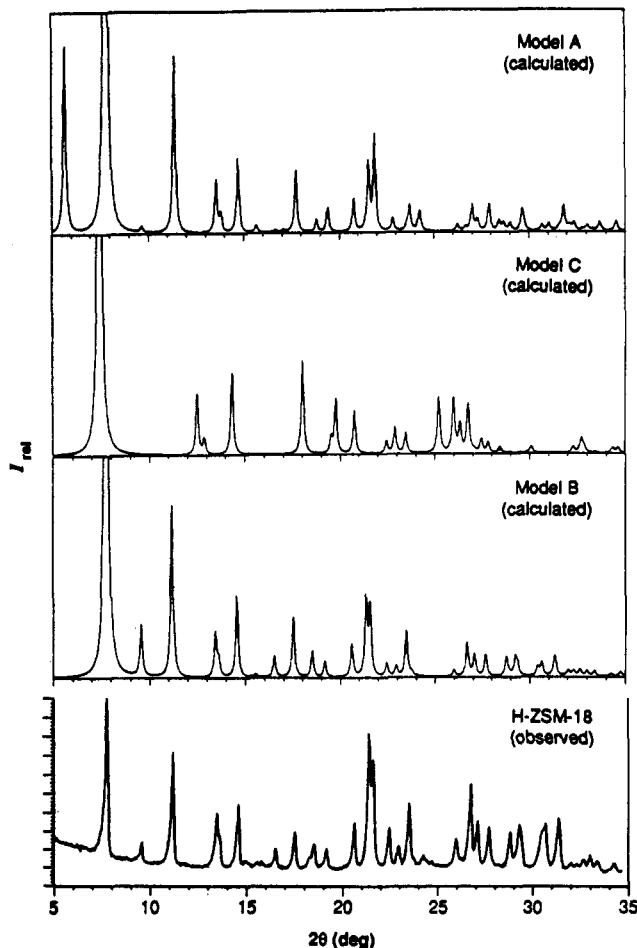 Model A
(calculated)
Model C
(calculated)
I rel
Model B
(calculated)
H-ZSM-18
(observed)
5 10 15 20 25 30 35
2θ (deg)